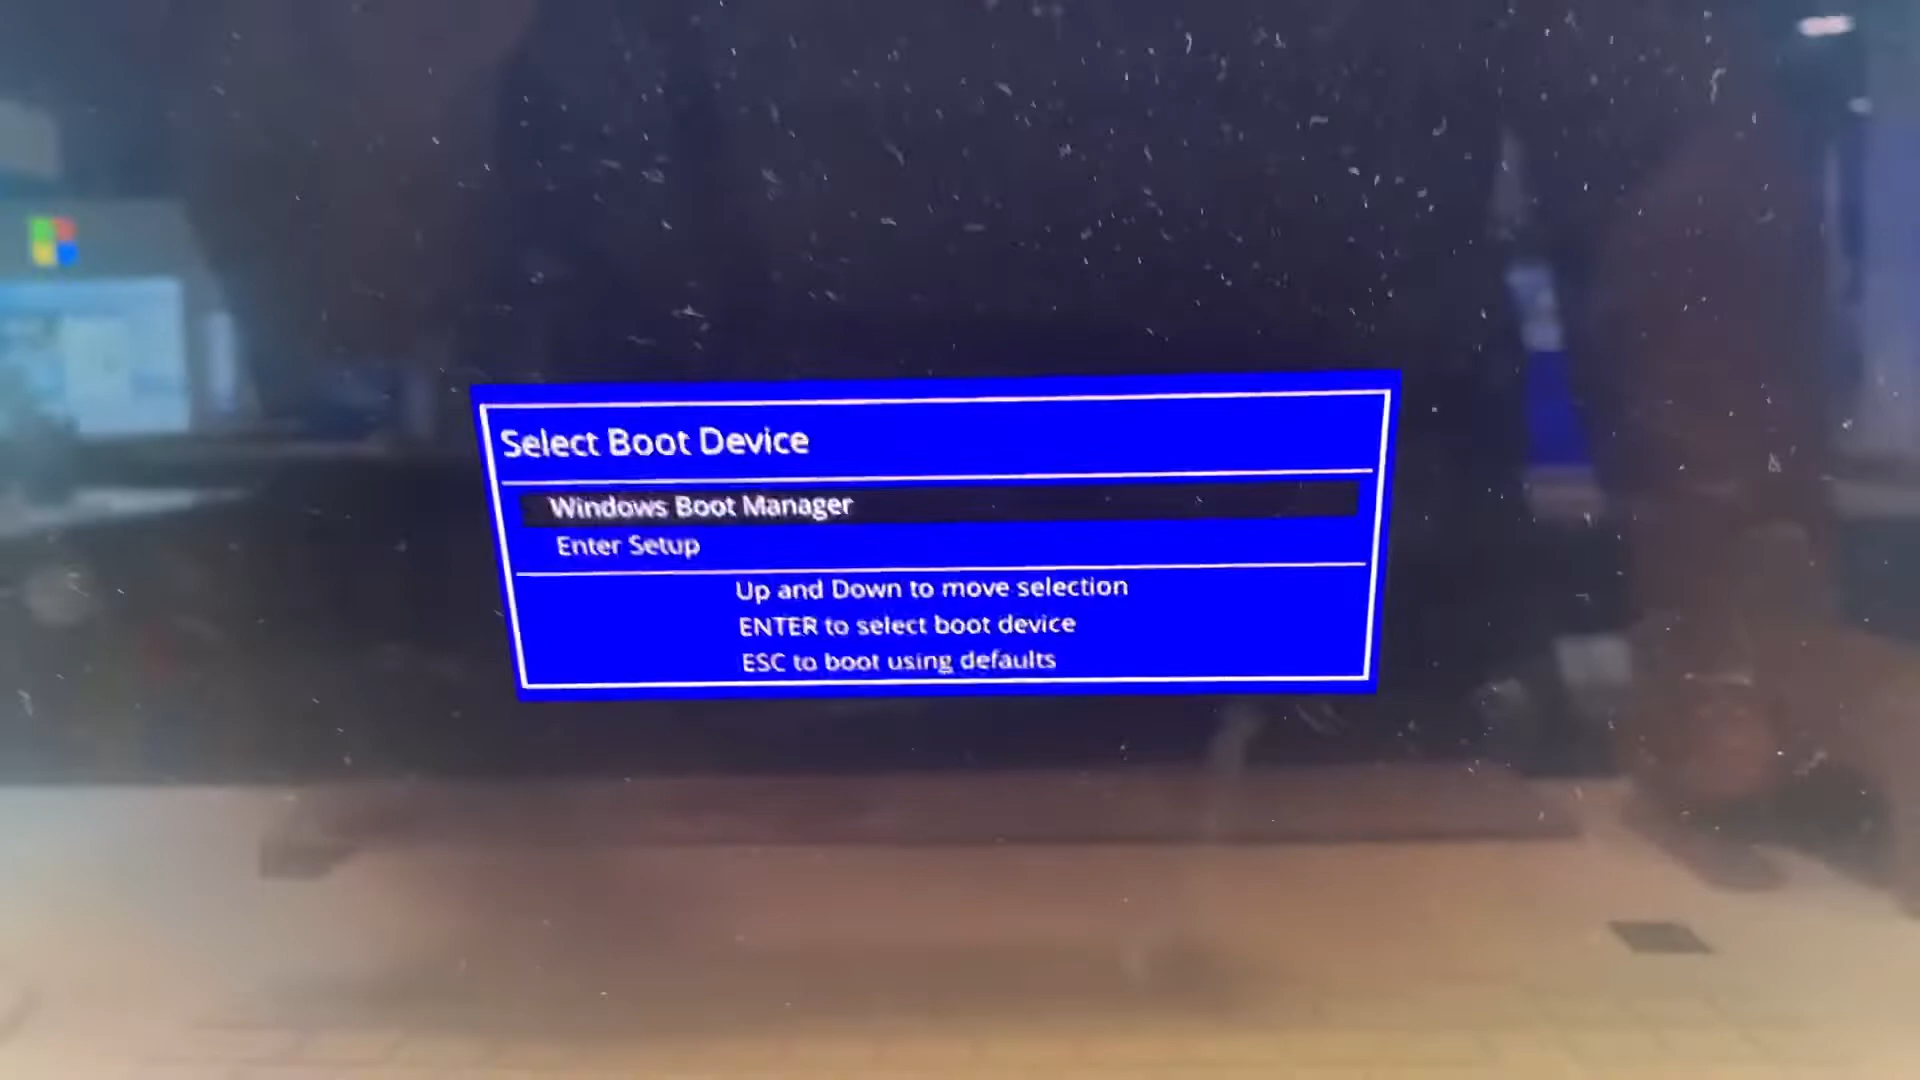 Select Boot Device
Windows Boot Manager
Enter Setup
Up and Down to move selection
ENTER to select boot device
ESC to boot using defaults